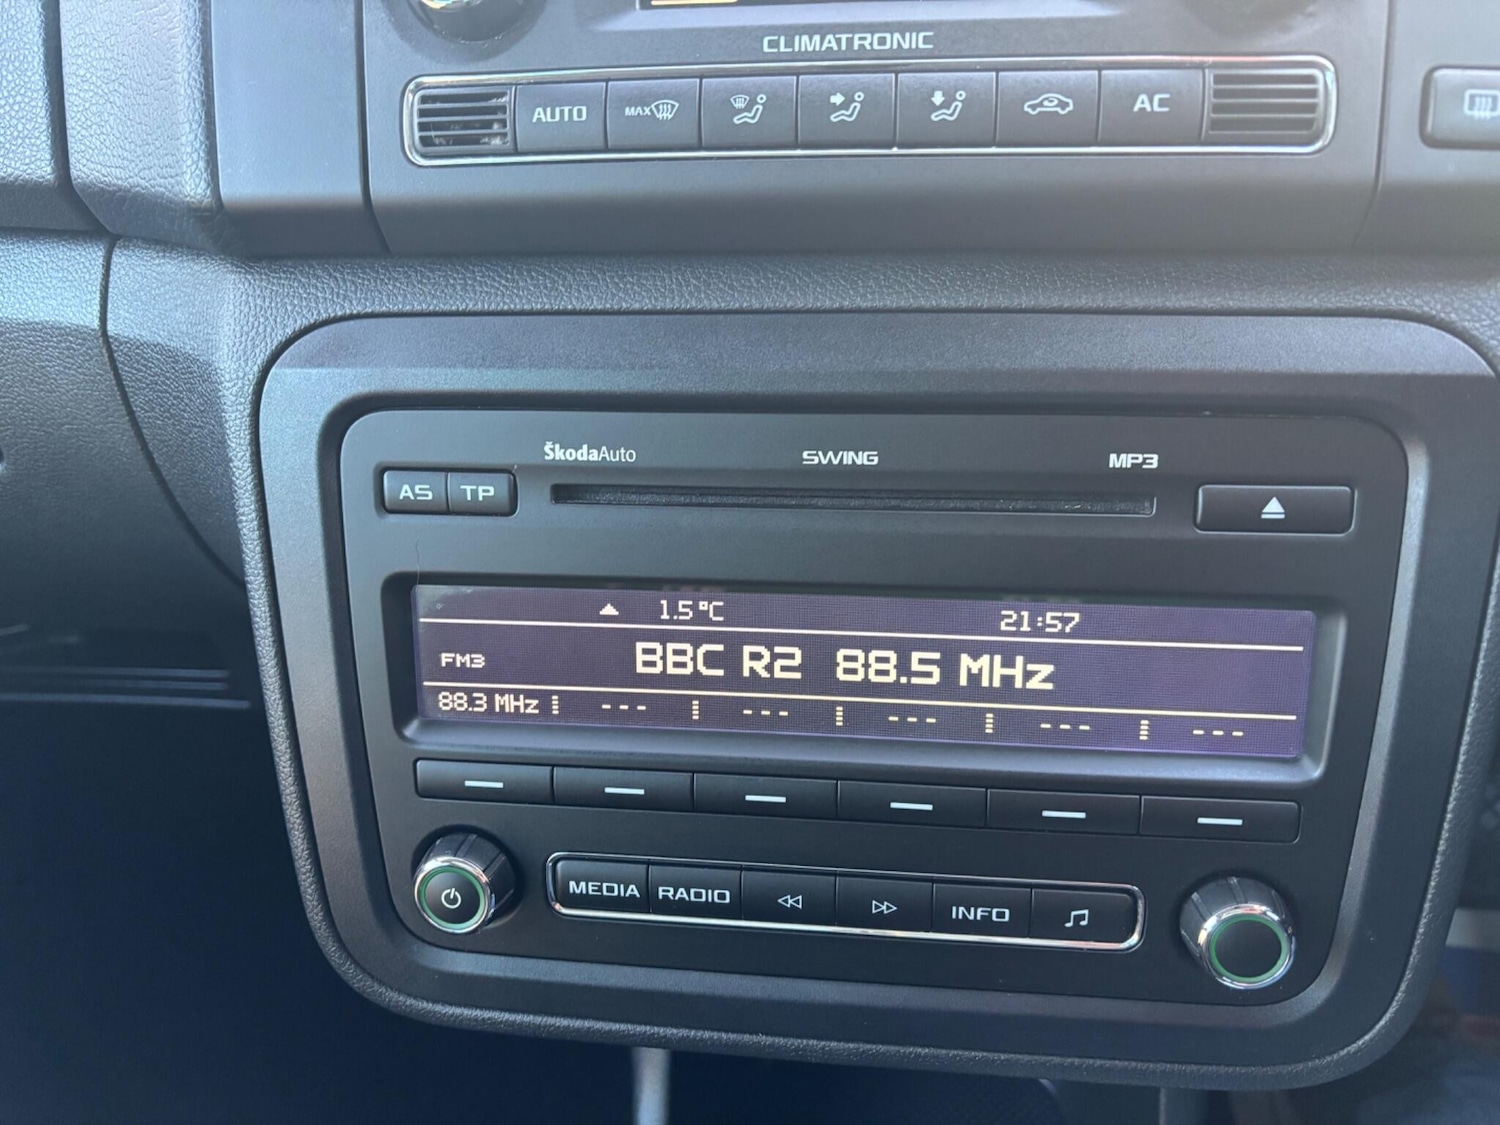 CLIMATRONIC
AUTO MAX AC
ŠkodaAuto SWING MP3
AS TP
1.5°C 21:57
FM3 BBC R2 88.5 MHz
88.3 MHz --- --- --- --- ---
MEDIA RADIO INFO